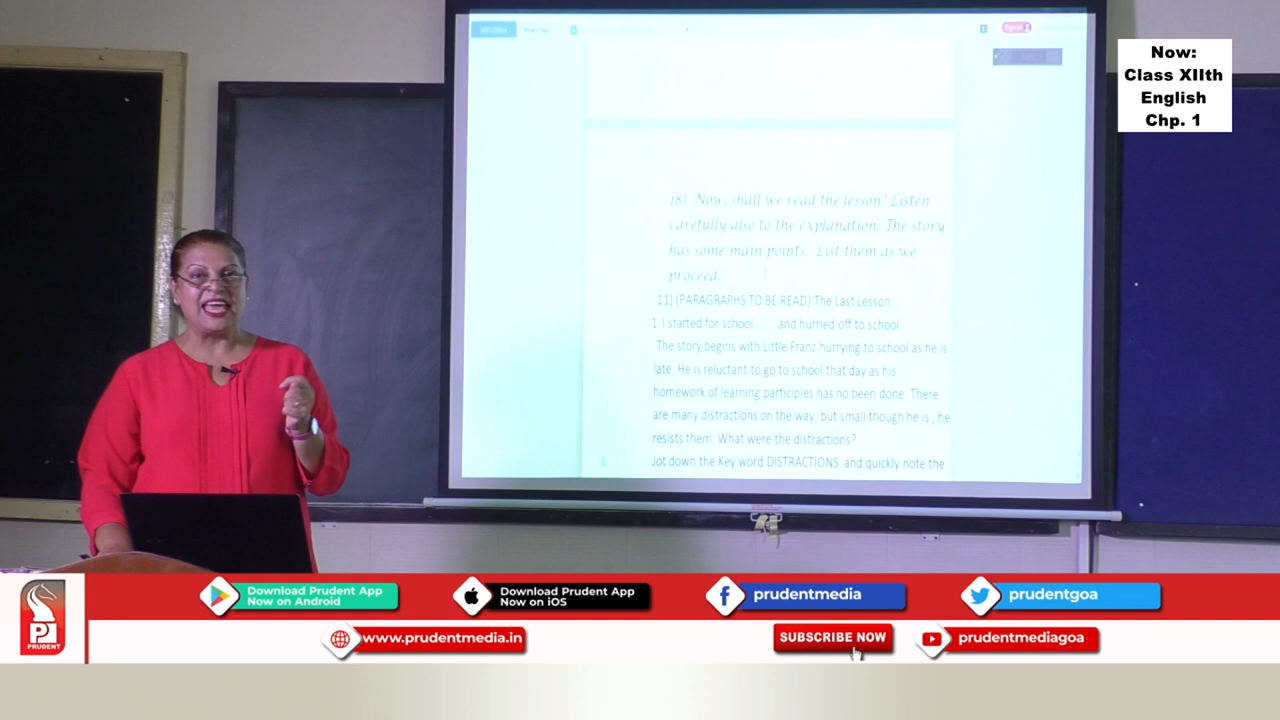 Now:
Class XIIth
English
Chp. 1
18). Now, shall we read the lesson? Listen
carefully also to the explanation. The story
has some main points. List them as we
proceed.
11) (PARAGRAPHS TO BE READ) The Last Lesson.
1. I started for school........and hurried off to school.
The story begins with Little Franz hurrying to school as he is
late. He is reluctant to go to school that day as his
homework of learning participles has no been done. There
are many distractions on the way, but small though he is , he
resists them. What were the distractions?
Jot down the Key word DISTRACTIONS and quickly note the
PRUDENT
Download Prudent App
Now on Android
Download Prudent App
Now on iOS
prudentmedia
prudentgoa
www.prudentmedia.in
SUBSCRIBE NOW
prudentmediagoa